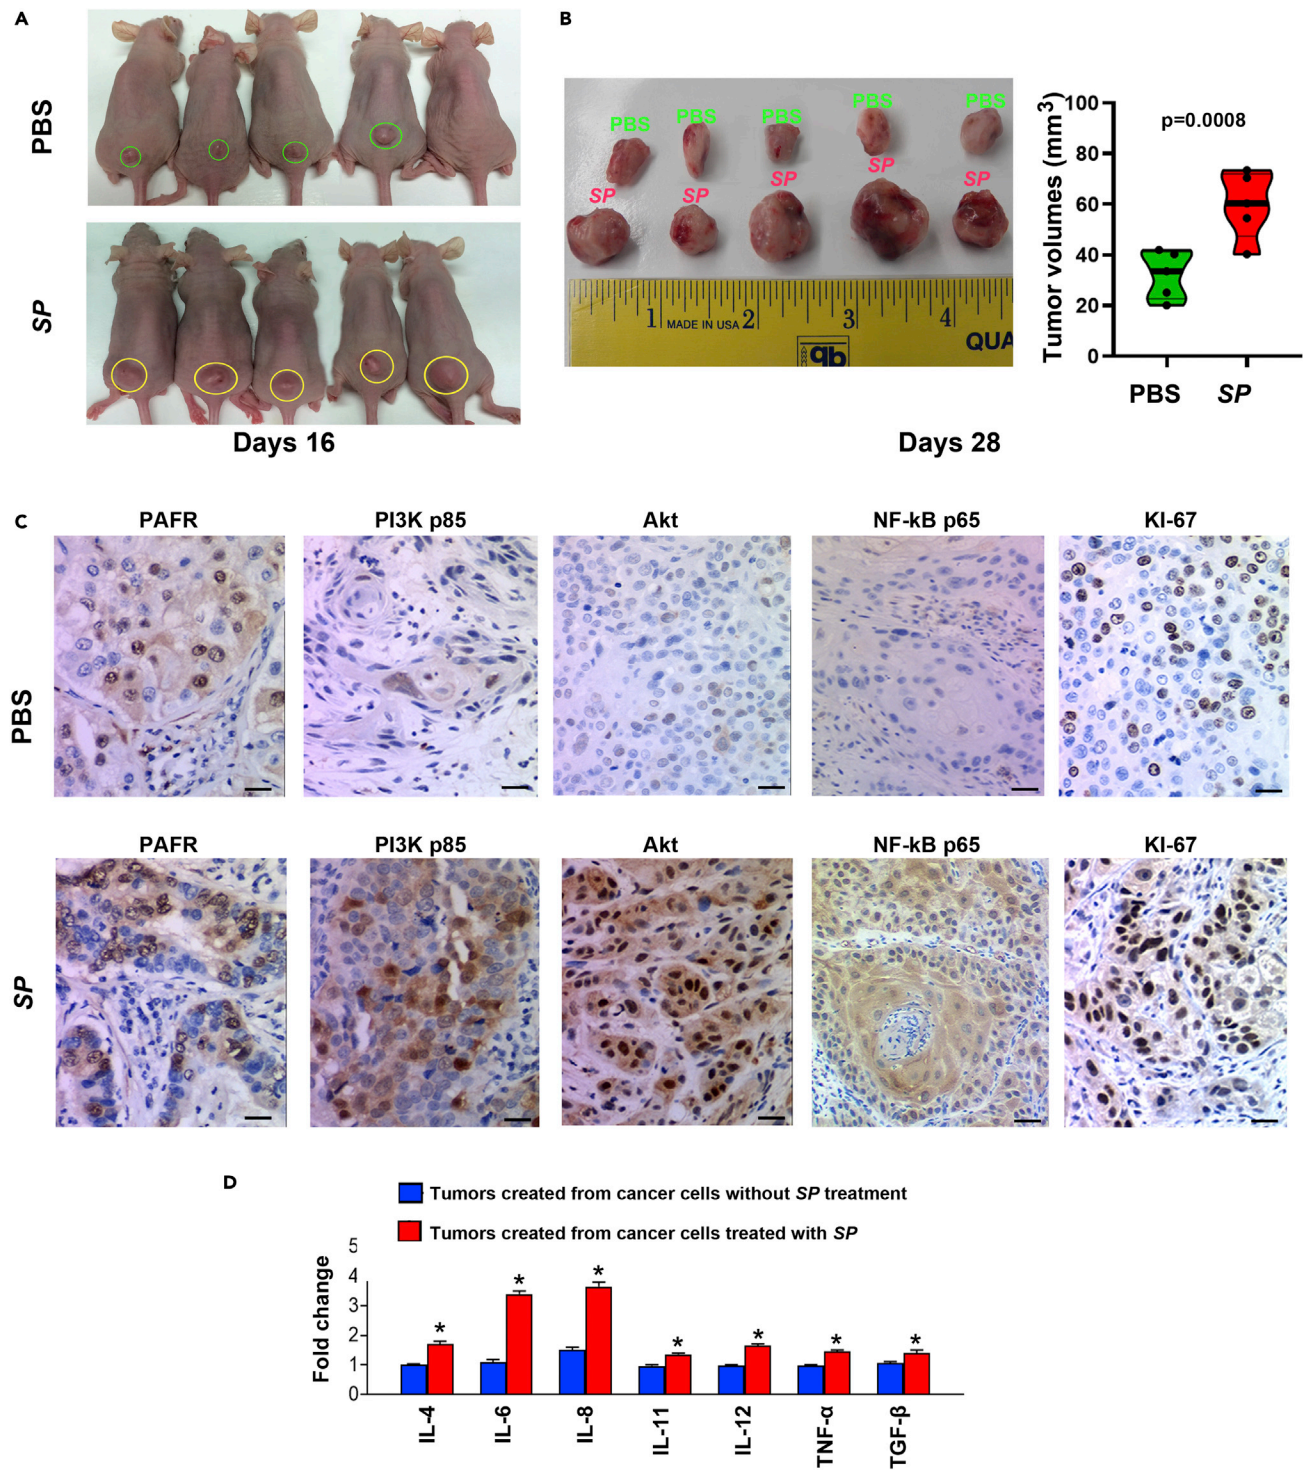 A
PBS
SP
Days 16
B
PBS PBS PBS PBS PBS
SP SP SP SP SP
1 MADE IN USA 2 3 4
qb
QUA
Tumor volumes (mm³)
100
80
60
40
20
0
p=0.0008
PBS SP
Days 28
C
PAFR PI3K p85 Akt NF-kB p65 KI-67
PBS
PAFR PI3K p85 Akt NF-kB p65 KI-67
SP
D
Tumors created from cancer cells without SP treatment
Tumors created from cancer cells treated with SP
Fold change
5
4
3
2
1
0
* * * * * * *
IL-4 IL-6 IL-8 IL-11 IL-12 TNF-α TGF-β